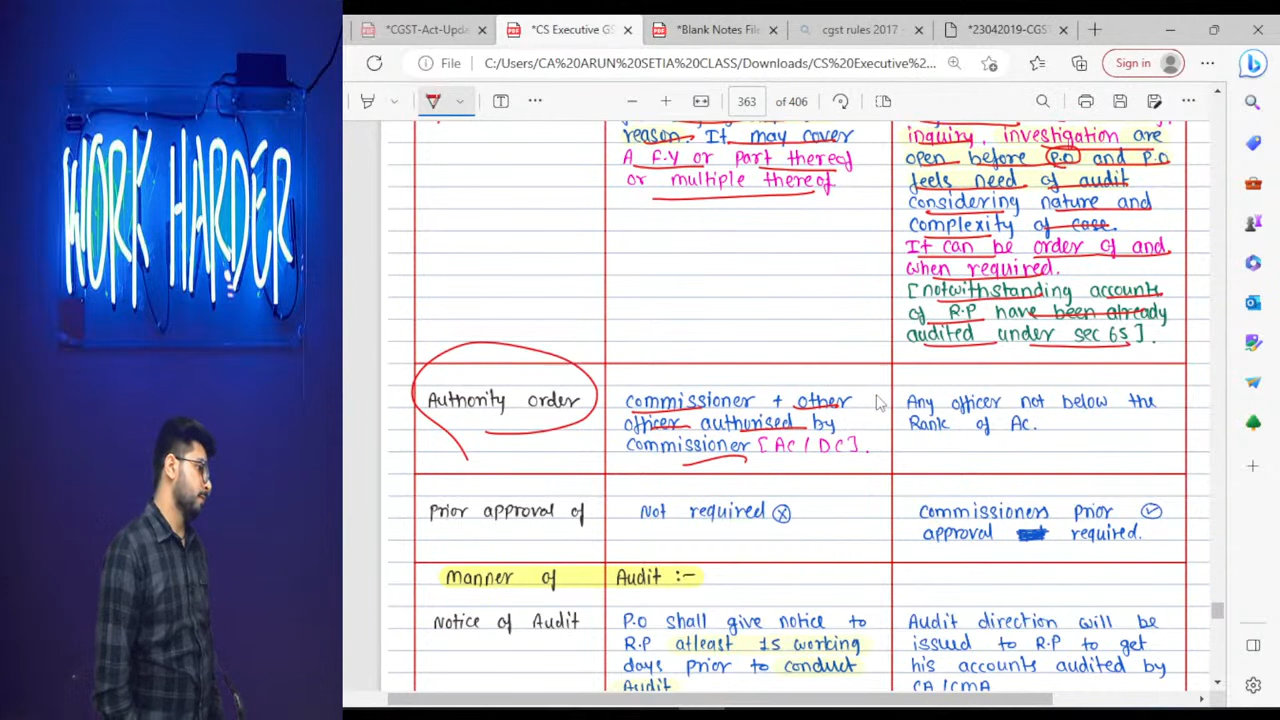 WORK HARDER
*CGST-Act-Upda
*CS Executive GS
*Blank Notes File
cgst rules 2017
*23042019-CGST
File
C:/Users/CA%20ARUN%20SETIA%20CLASS/Downloads/CS%20Executive%2...
Sign in
363 of 406
reason. It may cover
A F.Y or Part thereof
or multiple thereof
inquiry, investigation are
open before P.O and P.O
feels need of audit
considering nature and
complexity of case.
It can be order of and
when required.
[notwithstanding accounts
of R.P have been already
audited under sec 65].
Authority order
commissioner + other
officer authorised by
commissioner [AC/DC].
Any officer not below the
Rank of Ac.
Prior approval of
Not required
commissioners prior
approval required.
Manner of Audit :-
Notice of Audit
P.O shall give notice to
R.P atleast 15 working
days prior to conduct
Audit
Audit direction will be
issued to R.P to get
his accounts audited by
CA/CMA